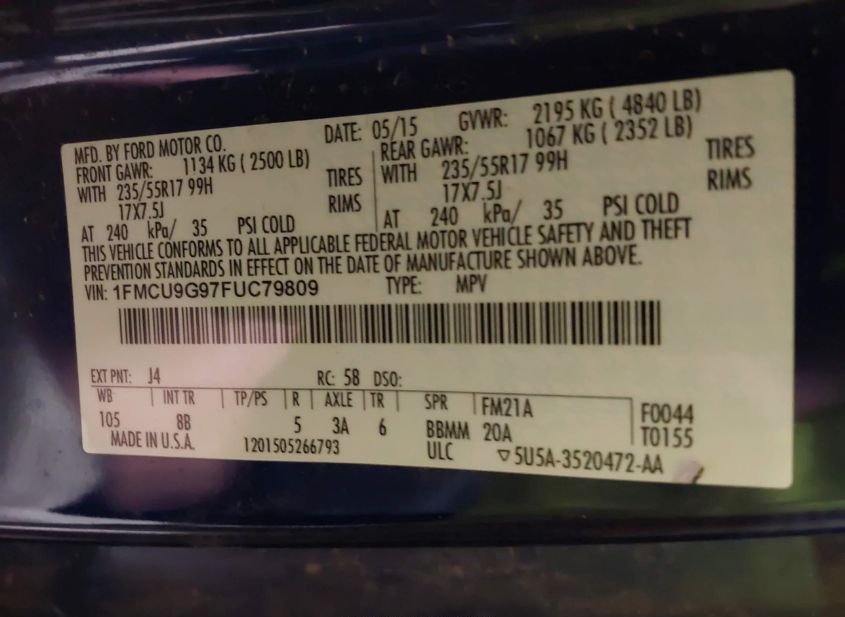 MFD. BY FORD MOTOR CO. DATE: 05/15 GVWR: 2195 KG ( 4840 LB)
FRONT GAWR: 1134 KG ( 2500 LB) REAR GAWR: 1067 KG ( 2352 LB)
WITH 235/55R17 99H TIRES WITH 235/55R17 99H TIRES
17X7.5J RIMS 17X7.5J RIMS
AT 240 kPa/ 35 PSI COLD AT 240 kPa/ 35 PSI COLD
THIS VEHICLE CONFORMS TO ALL APPLICABLE FEDERAL MOTOR VEHICLE SAFETY AND THEFT
PREVENTION STANDARDS IN EFFECT ON THE DATE OF MANUFACTURE SHOWN ABOVE.
VIN: 1FMCU9G97FUC79809 TYPE: MPV
EXT PNT: J4 RC: 58 DSO:
WB INT TR TP/PS R AXLE TR SPR FM21A F0044
105 8B 5 3A 6 BBMM 20A T0155
MADE IN U.S.A. 1201505266793 ULC ▽5U5A-3520472-AA